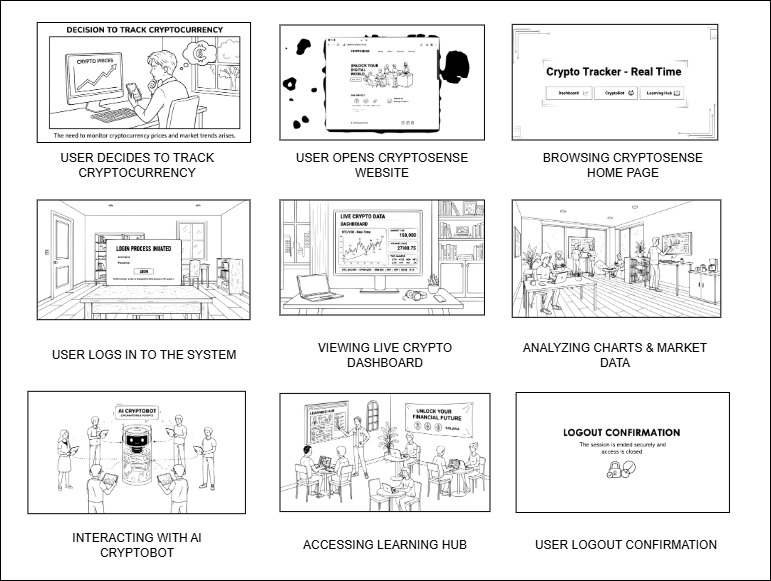 DECISION TO TRACK CRYPTOCURRENCY
CRYPTO PRICES
The need to monitor cryptocurrency prices and market trends arises.
USER DECIDES TO TRACK
CRYPTOCURRENCY
UNLOCK YOUR
DIGITAL
WORLD
USER OPENS CRYPTOSENSE
WEBSITE
Crypto Tracker - Real Time
Dashboard
CryptoBot
Learning Hub
BROWSING CRYPTOSENSE
HOME PAGE
LOGIN PROCESS INITIATED
LOGIN
USER LOGS IN TO THE SYSTEM
LIVE CRYPTO DATA
DASHBOARD
BTC/USD - Real-Time
150,000
27100.75
VIEWING LIVE CRYPTO
DASHBOARD
ANALYZING CHARTS & MARKET
DATA
AI CRYPTOBOT
INTERACTING WITH AI
CRYPTOBOT
LEARNING HUB
UNLOCK YOUR
FINANCIAL FUTURE
ACCESSING LEARNING HUB
LOGOUT CONFIRMATION
The session is ended securely and
access is closed.
USER LOGOUT CONFIRMATION